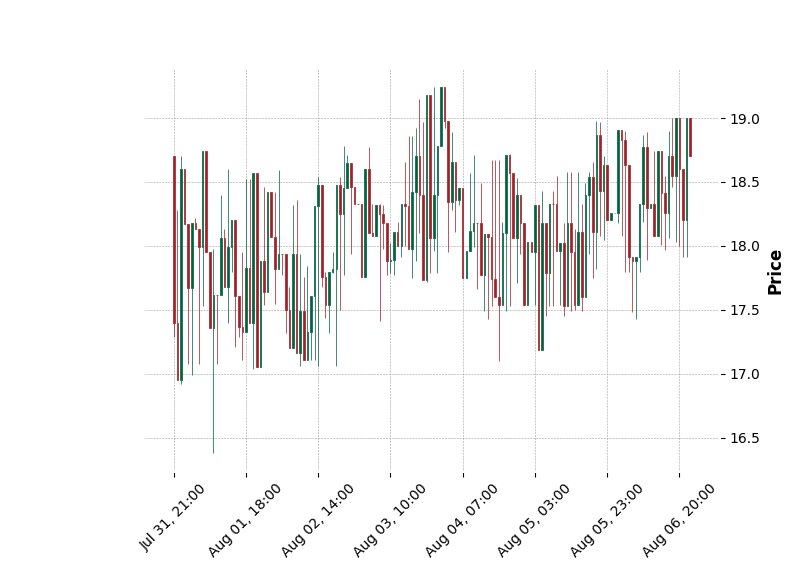 19.0
18.5
18.0
17.5
17.0
16.5
Price
Jul 31, 21:00
Aug 01, 18:00
Aug 02, 14:00
Aug 03, 10:00
Aug 04, 07:00
Aug 05, 03:00
Aug 05, 23:00
Aug 06, 20:00